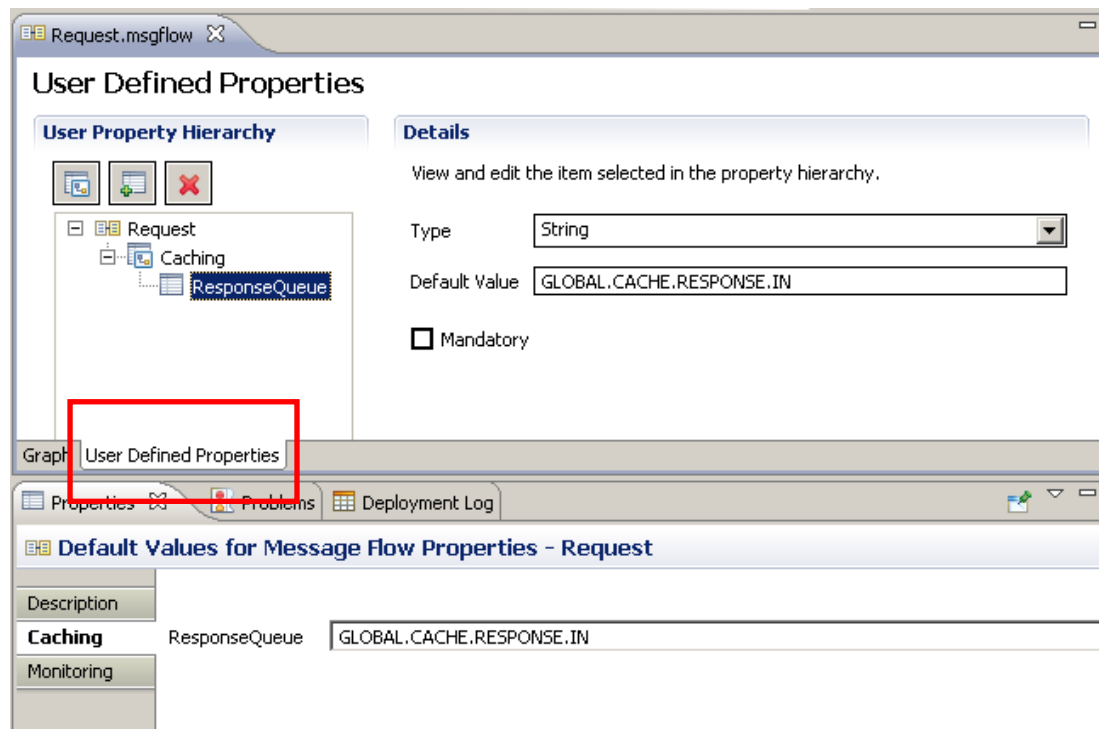 Request.msgflow
User Defined Properties
User Property Hierarchy
Details
View and edit the item selected in the property hierarchy.
Request
Type String
Caching
ResponseQueue
Default Value GLOBAL.CACHE.RESPONSE.IN
Mandatory
Graph User Defined Properties
Properties Problems Deployment Log
Default Values for Message Flow Properties - Request
Description
Caching ResponseQueue GLOBAL.CACHE.RESPONSE.IN
Monitoring